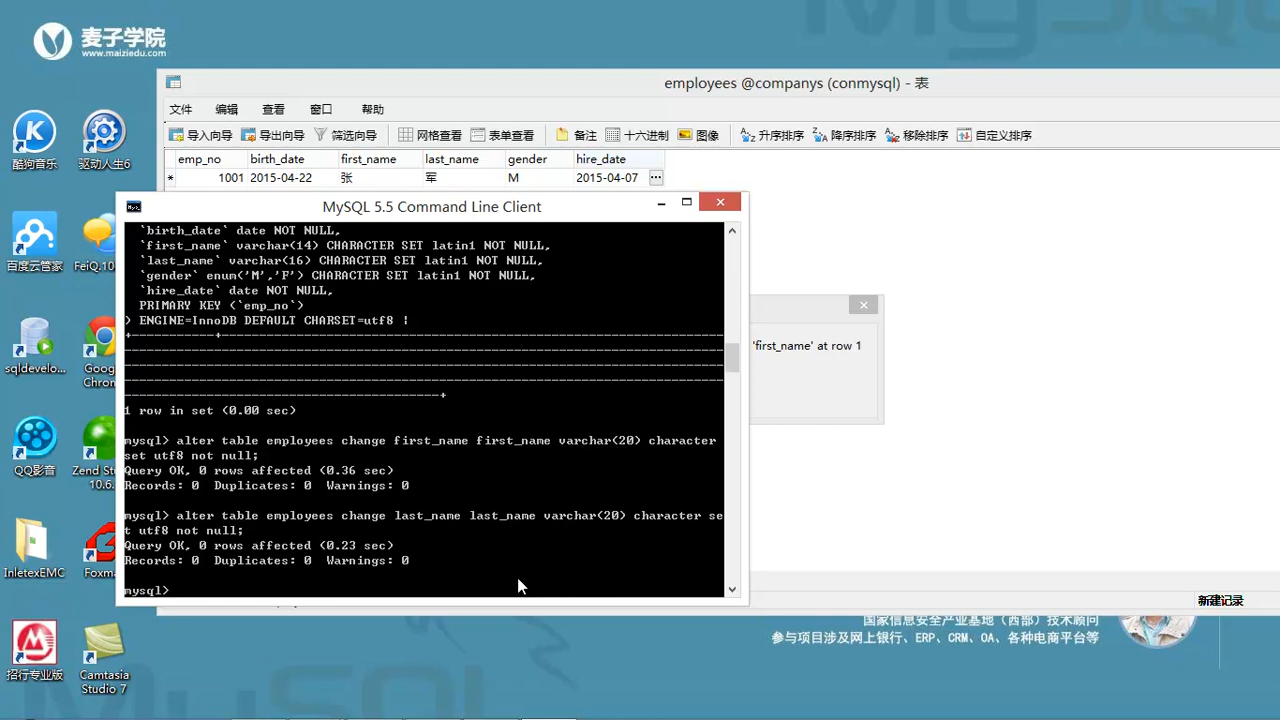 麦子学院
www.maiziedu.com
employees @companys (conmysql) - 表
文件 编辑 查看 窗口 帮助
导入向导 导出向导 筛选向导 网格查看 表单查看 备注 十六进制 图像 升序排序 降序排序 移除排序 自定义排序
emp_no birth_date first_name last_name gender hire_date
* 1001 2015-04-22 张 军 M 2015-04-07 ...
MySQL 5.5 Command Line Client
`birth_date` date NOT NULL,
`first_name` varchar(14) CHARACTER SET latin1 NOT NULL,
`last_name` varchar(16) CHARACTER SET latin1 NOT NULL,
`gender` enum('M','F') CHARACTER SET latin1 NOT NULL,
`hire_date` date NOT NULL,
PRIMARY KEY (`emp_no`)
) ENGINE=InnoDB DEFAULT CHARSET=utf8 |
1 row in set (0.00 sec)
mysql> alter table employees change first_name first_name varchar(20) character
set utf8 not null;
Query OK, 0 rows affected (0.36 sec)
Records: 0 Duplicates: 0 Warnings: 0
mysql> alter table employees change last_name last_name varchar(20) character se
t utf8 not null;
Query OK, 0 rows affected (0.23 sec)
Records: 0 Duplicates: 0 Warnings: 0
mysql>
'first_name' at row 1
新建记录
国家信息安全产业基地（西部）技术顾问
参与项目涉及网上银行、ERP、CRM、OA、各种电商平台等
酷狗音乐
驱动人生6
百度云管家
FeiQ.10
sqldevelo...
Goog
Chron
QQ影音
Zend Stu
10.6.
InletexEMC
Foxm
招行专业版
Camtasia
Studio 7